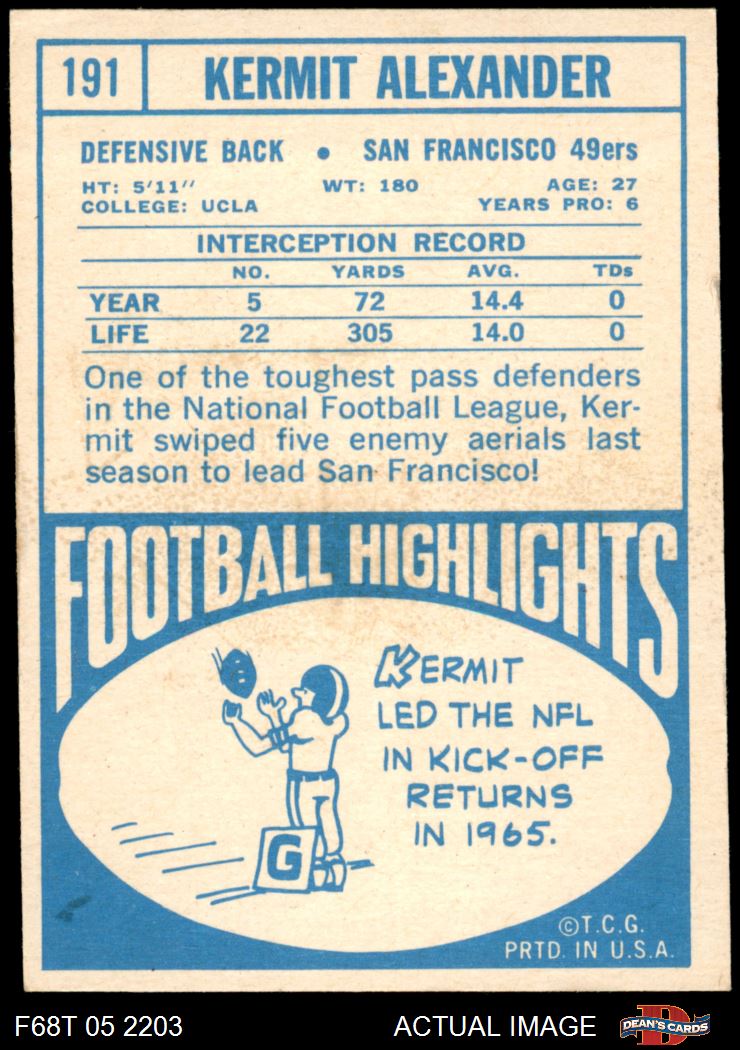 191 KERMIT ALEXANDER
DEFENSIVE BACK • SAN FRANCISCO 49ers
HT: 5'11" WT: 180 AGE: 27
COLLEGE: UCLA YEARS PRO: 6
INTERCEPTION RECORD
NO. YARDS AVG. TDs
YEAR 5 72 14.4 0
LIFE 22 305 14.0 0
One of the toughest pass defenders
in the National Football League, Ker-
mit swiped five enemy aerials last
season to lead San Francisco!
FOOTBALL HIGHLIGHTS
KERMIT
LED THE NFL
IN KICK-OFF
RETURNS
IN 1965.
G
©T.C.G.
PRTD. IN U.S.A.
F68T 05 2203 ACTUAL IMAGE D DEAN'S CARDS